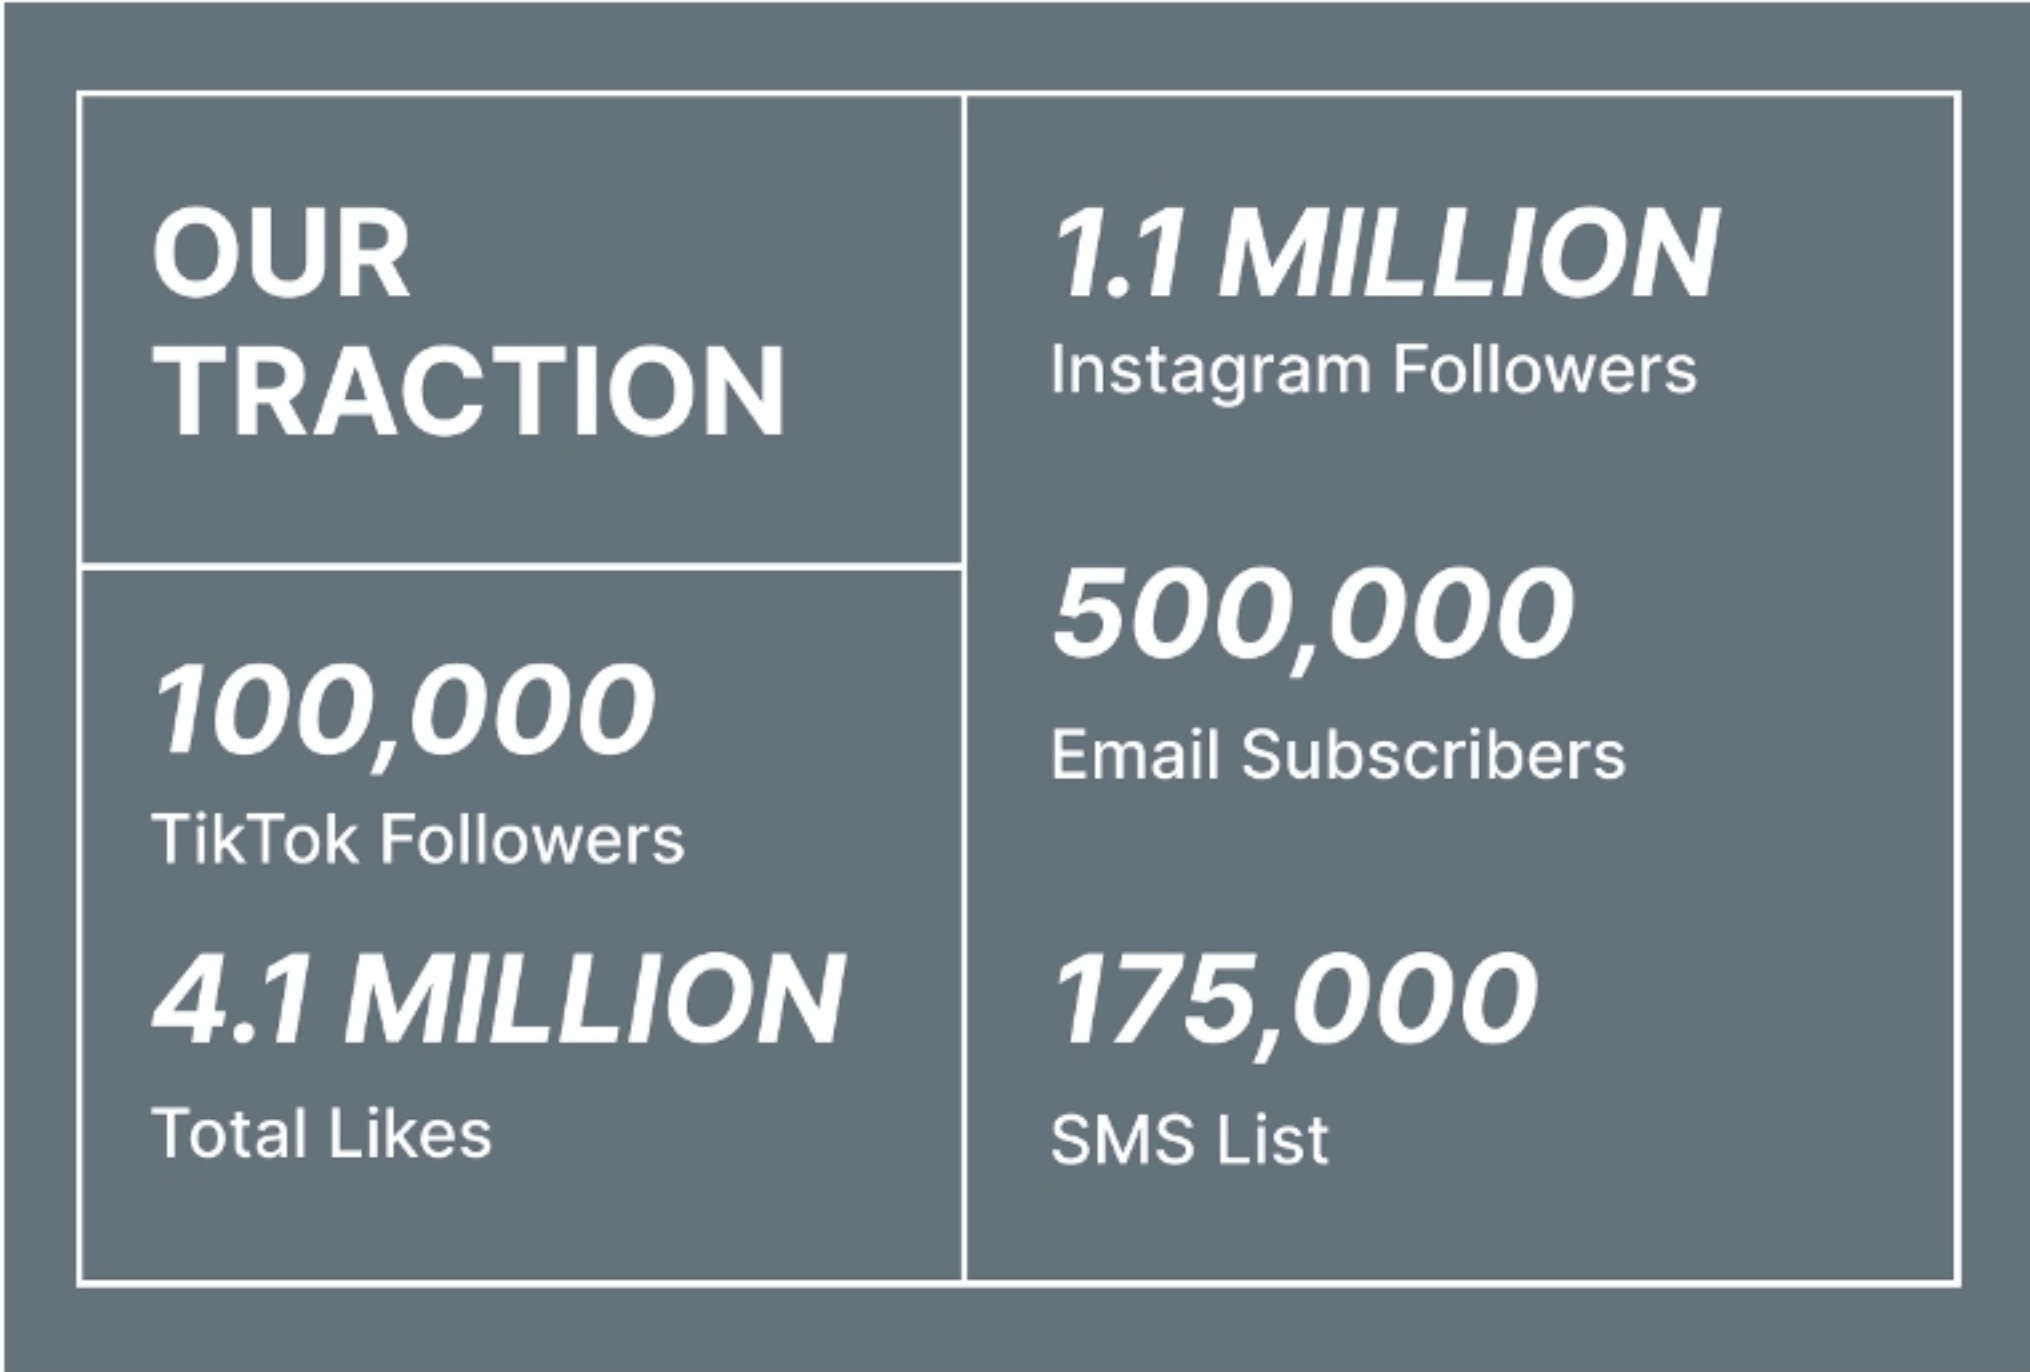 OUR
TRACTION
100,000
TikTok Followers
4.1 MILLION
Total Likes
1.1 MILLION
Instagram Followers
500,000
Email Subscribers
175,000
SMS List